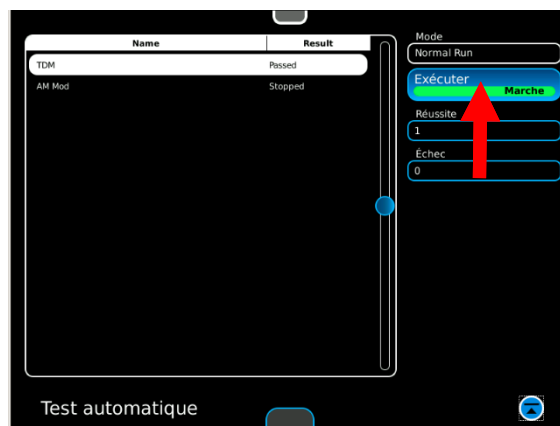 Name Result
TDM Passed
AM Mod Stopped
Mode
Normal Run
Exécuter
Marche
Réussite
1
Échec
0
Test automatique